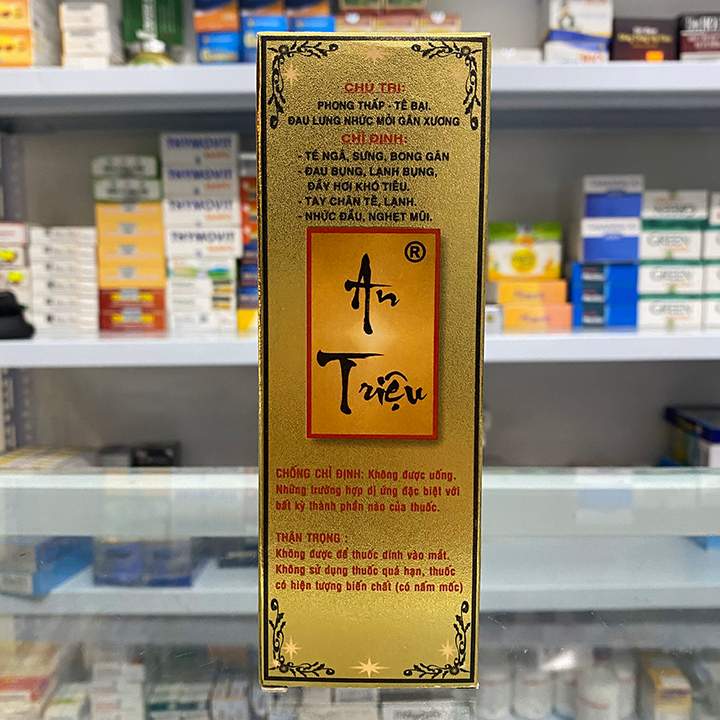 CHỦ TRỊ:
PHONG THẤP - TÊ BẠI.
ĐAU LƯNG NHỨC MỎI GÂN XƯƠNG
CHỈ ĐỊNH:
- TÉ NGÃ, SƯNG, BONG GÂN
- ĐAU BỤNG, LẠNH BỤNG,
ĐẦY HƠI KHÓ TIÊU.
- TAY CHÂN TÊ, LẠNH.
- NHỨC ĐẦU, NGHẸT MŨI.
®
An
Triệu
CHỐNG CHỈ ĐỊNH: Không được uống.
Những trường hợp dị ứng đặc biệt với
bất kỳ thành phần nào của thuốc.
THẬN TRỌNG :
Không được để thuốc dính vào mắt.
Không sử dụng thuốc quá hạn, thuốc
có hiện tượng biến chất (có nấm mốc)
THYMOVIT
THYMOVIT
THYMOVIT